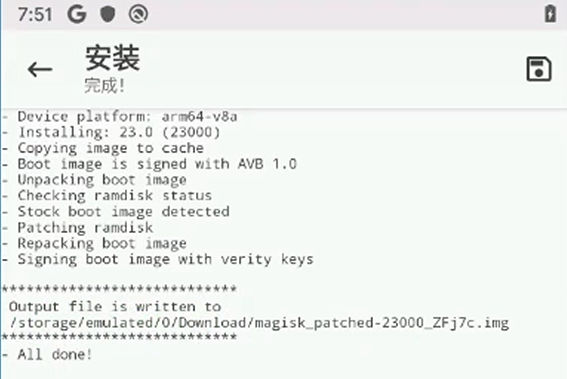 7:51
安装
完成!
- Device platform: arm64-v8a
- Installing: 23.0 (23000)
- Copying image to cache
- Boot image is signed with AVB 1.0
- Unpacking boot image
- Checking ramdisk status
- Stock boot image detected
- Patching ramdisk
- Repacking boot image
- Signing boot image with verity keys
****************************
Output file is written to
/storage/emulated/0/Download/magisk_patched-23000_ZFj7c.img
****************************
- All done!